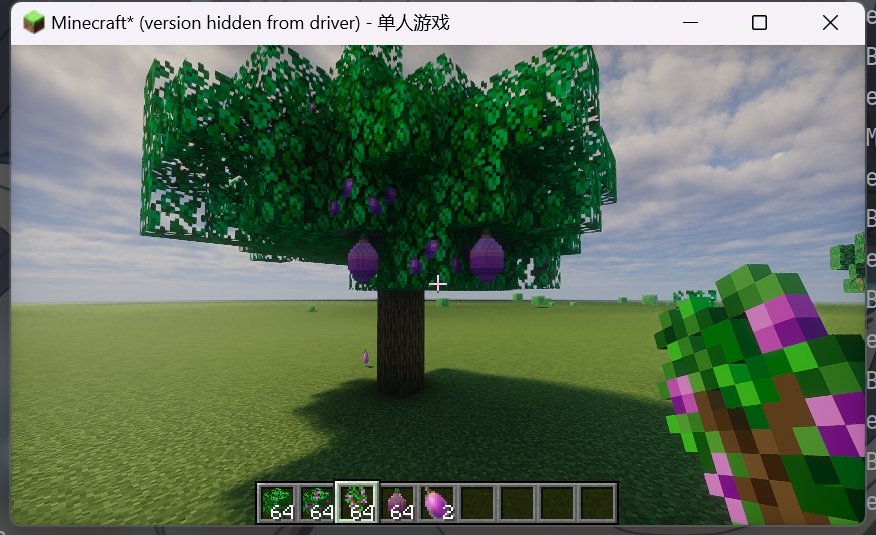 Minecraft* (version hidden from driver) - 单人游戏
64 64 64 64 2